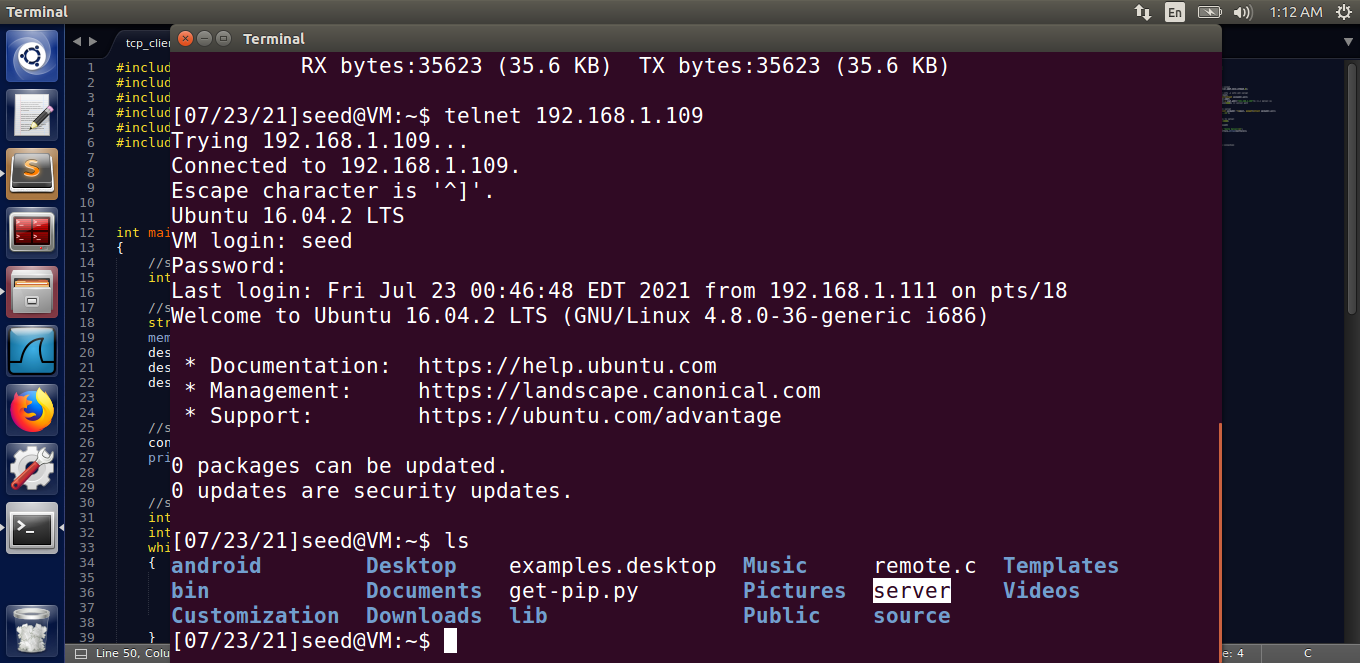 Terminal
En
1:12 AM
tcp_clie
Terminal
1 #includ
2 #includ
3 #includ
4 #includ
5 #includ
6 #includ
7
8
9
10
11
12 int mai
13 {
14 //s
15 int
16
17 //s
18 str
19 mem
20 des
21 des
22 des
23
24
25 //s
26 con
27 pri
28
29
30 //s
31 int
32 int
33 whi
34 {
35
36
37
38
39 }
RX bytes:35623 (35.6 KB)  TX bytes:35623 (35.6 KB)
[07/23/21]seed@VM:~$ telnet 192.168.1.109
Trying 192.168.1.109...
Connected to 192.168.1.109.
Escape character is '^]'.
Ubuntu 16.04.2 LTS
VM login: seed
Password:
Last login: Fri Jul 23 00:46:48 EDT 2021 from 192.168.1.111 on pts/18
Welcome to Ubuntu 16.04.2 LTS (GNU/Linux 4.8.0-36-generic i686)
* Documentation:  https://help.ubuntu.com
* Management:     https://landscape.canonical.com
* Support:        https://ubuntu.com/advantage
0 packages can be updated.
0 updates are security updates.
[07/23/21]seed@VM:~$ ls
android        Desktop    examples.desktop  Music     remote.c  Templates
bin            Documents  get-pip.py        Pictures  server    Videos
Customization  Downloads  lib               Public    source
[07/23/21]seed@VM:~$
Line 50, Colu
e: 4
C